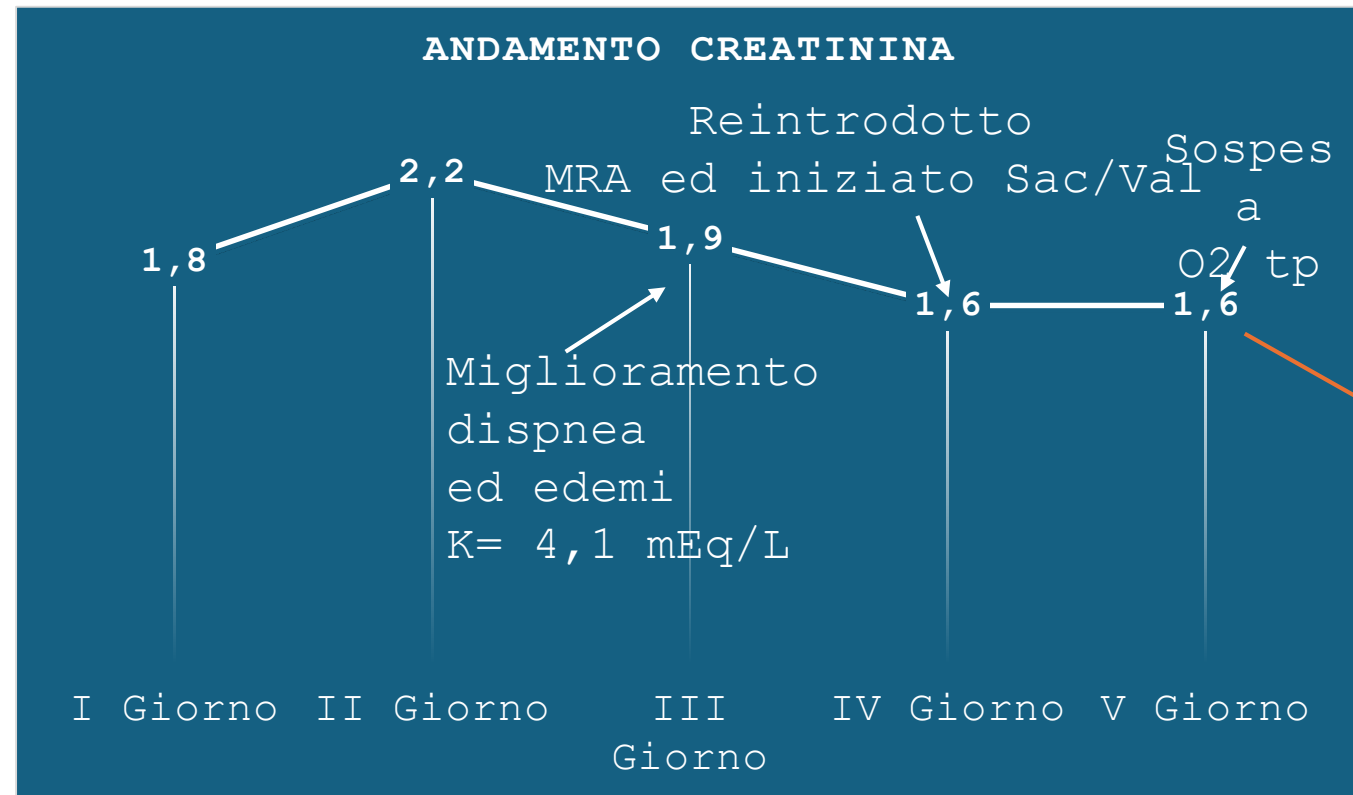 ANDAMENTO CREATININA
Reintrodotto
MRA ed iniziato Sac/Val
Sospes
a
O2 tp
1,8
2,2
1,9
1,6
1,6
Miglioramento
dispnea
ed edemi
K= 4,1 mEq/L
I Giorno
II Giorno
III
Giorno
IV Giorno
V Giorno